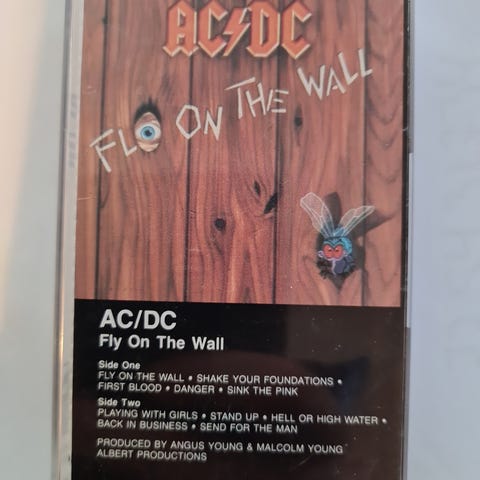 AC/DC
FLY ON THE WALL
AC/DC
Fly On The Wall
Side One
FLY ON THE WALL • SHAKE YOUR FOUNDATIONS •
FIRST BLOOD • DANGER • SINK THE PINK
Side Two
PLAYING WITH GIRLS • STAND UP • HELL OR HIGH WATER •
BACK IN BUSINESS • SEND FOR THE MAN
PRODUCED BY ANGUS YOUNG & MALCOLM YOUNG
ALBERT PRODUCTIONS